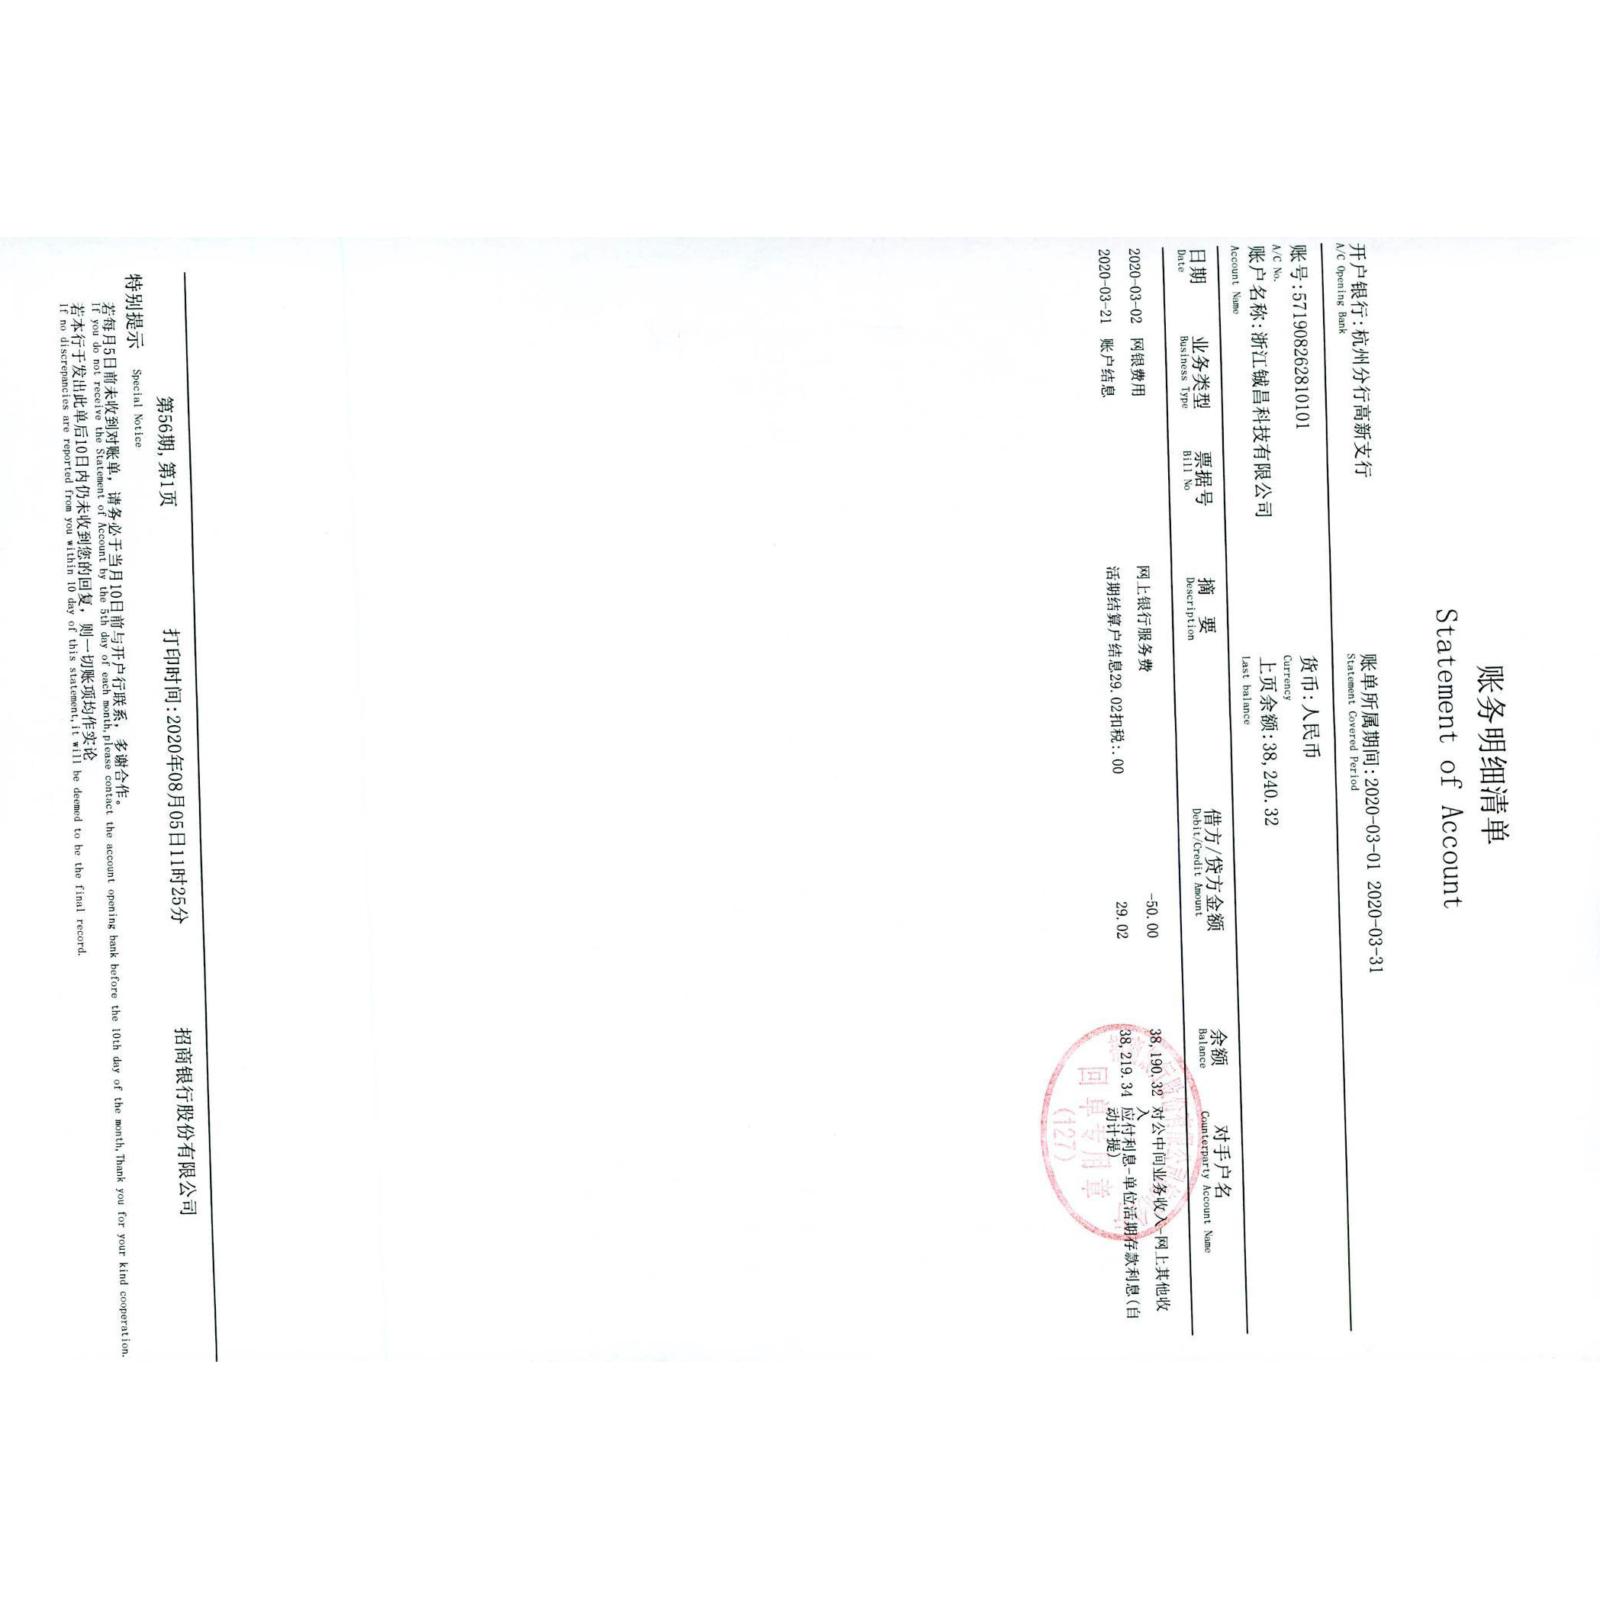 账务明细清单
Statement of Account
开户银行:杭州分行高新支行 账单所属期间:2020-03-01 2020-03-31
A/C Opening Bank Statement Covered Period
账号:571908262810101 货币:人民币
A/C No. Currency
账户名称:浙江铖昌科技有限公司 上页余额:38,240.32
Account Name Last balance
日期 业务类型 票据号 摘 要 借方/贷方金额 余额 对手户名
Date Business Type Bill No Description Debit/Credit Amount Balance Counterparty Account Name
2020-03-02 网银费用 网上银行服务费 -50.00 38,190.32 对公中间业务收入-网上其他收
入
2020-03-21 账户结息 活期结算户结息29.02扣税:.00 29.02 38,219.34 应付利息-单位活期存款利息(自
动计提)
回单专用章
(127)
第56期,第1页 打印时间:2020年08月05日11时25分 招商银行股份有限公司
特别提示 Special Notice
若每月5日前未收到对账单，请务必于当月10日前与开户行联系，多谢合作。
If you do not receive the Statement of Account by the 5th day of each month,please contact the account opening bank before the 10th day of the month,Thank you for your kind cooperation.
若本行于发出此单后10日内仍未收到您的回复，则一切账项均作实论
If no discrepancies are reported from you within 10 day of this statement,it will be deemed to be the final record.